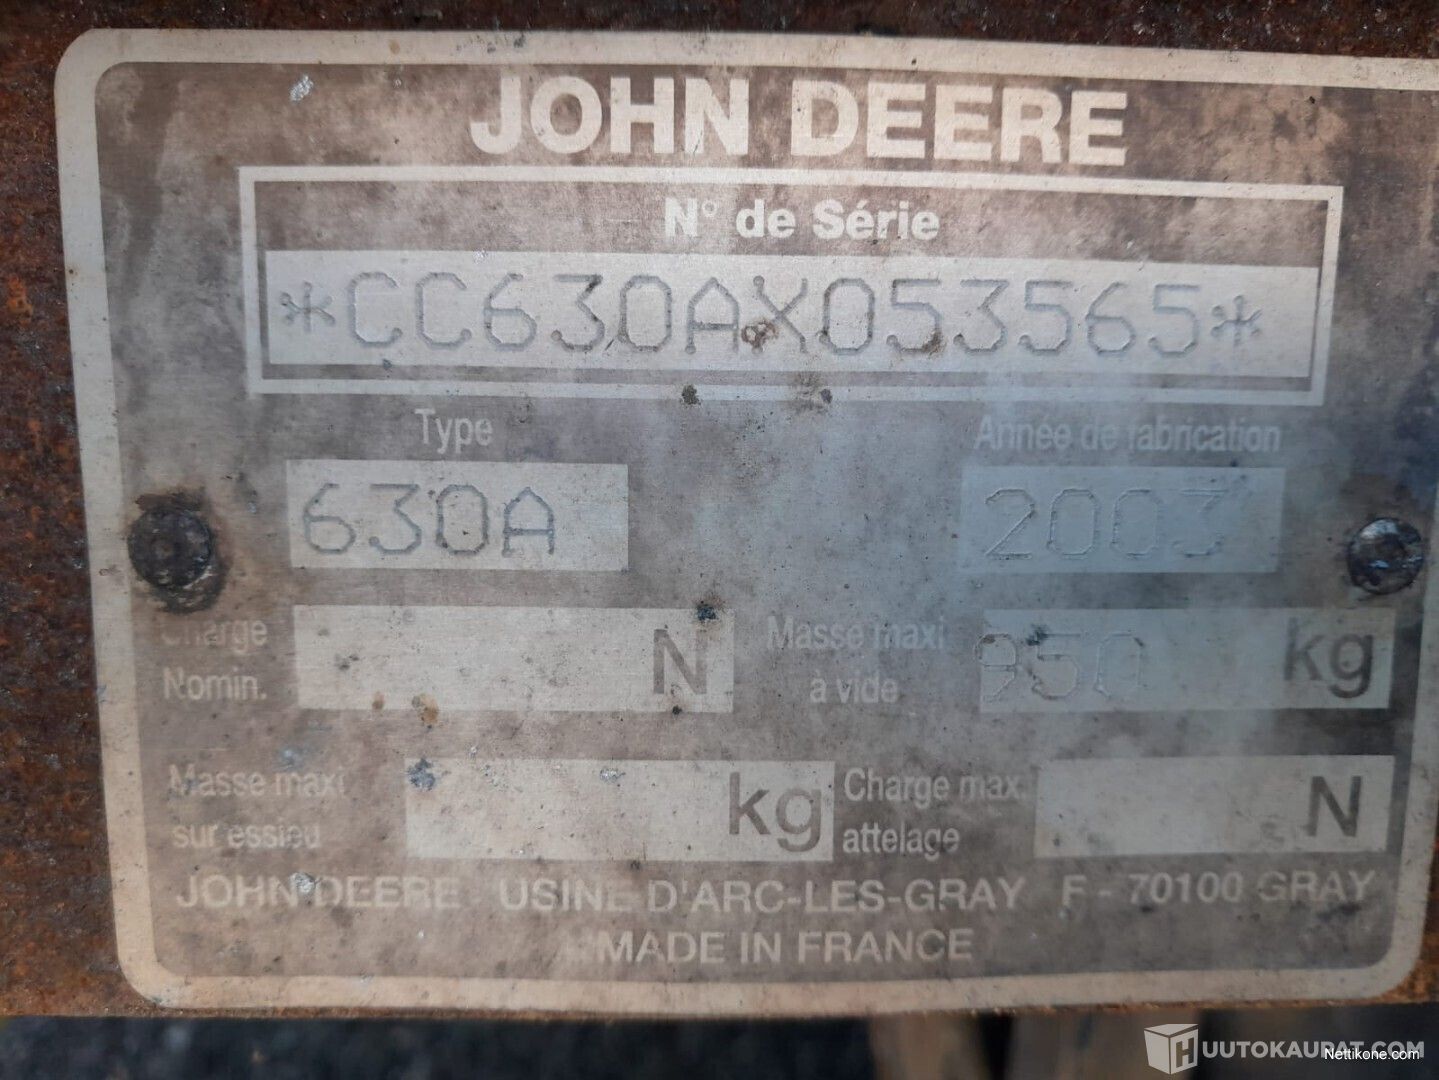 JOHN DEERE
N° de Série
*CC630AX053565*
Type Année de fabrication
630A 2003
Charge Nomin. N
Masse maxi à vide 950 kg
Masse maxi sur essieu kg
Charge max. attelage N
JOHN DEERE - USINE D'ARC-LES-GRAY F - 70100 GRAY
MADE IN FRANCE
HUUTOKAURAT.COM
Nettikone.com